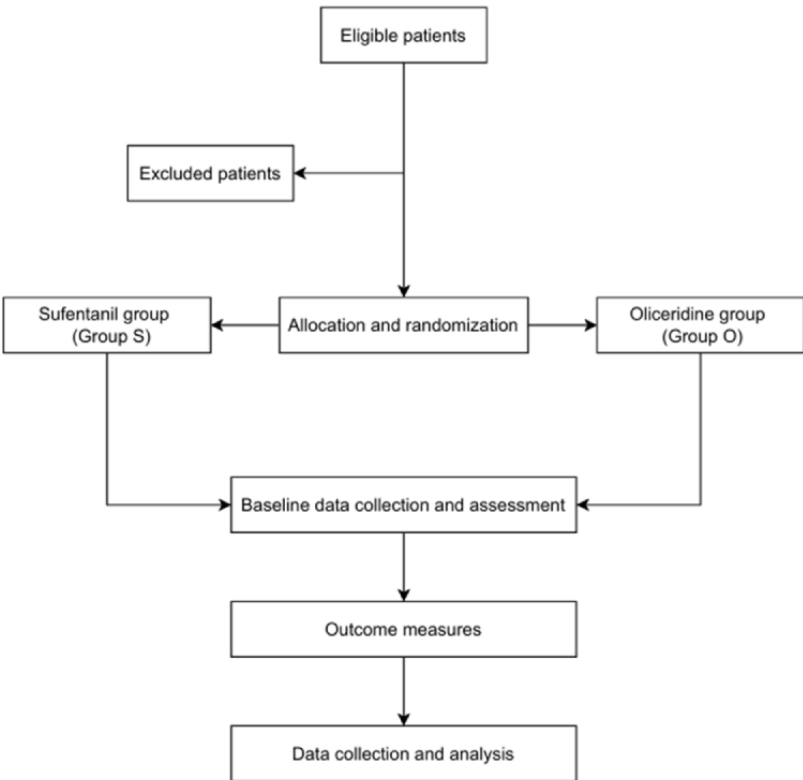 Eligible patients
Excluded patients
Sufentanil group
(Group S)
Allocation and randomization
Oliceridine group
(Group O)
Baseline data collection and assessment
Outcome measures
Data collection and analysis